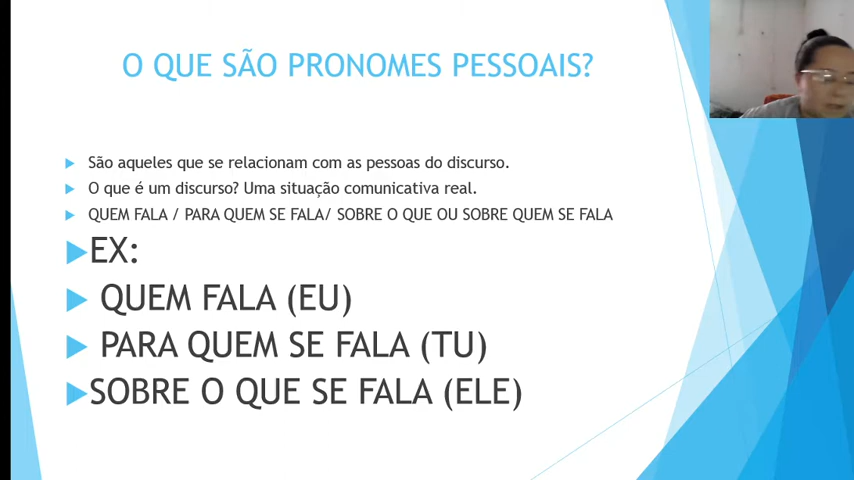 O QUE SÃO PRONOMES PESSOAIS?
São aqueles que se relacionam com as pessoas do discurso.
O que é um discurso? Uma situação comunicativa real.
QUEM FALA / PARA QUEM SE FALA/ SOBRE O QUE OU SOBRE QUEM SE FALA
EX:
QUEM FALA (EU)
PARA QUEM SE FALA (TU)
SOBRE O QUE SE FALA (ELE)